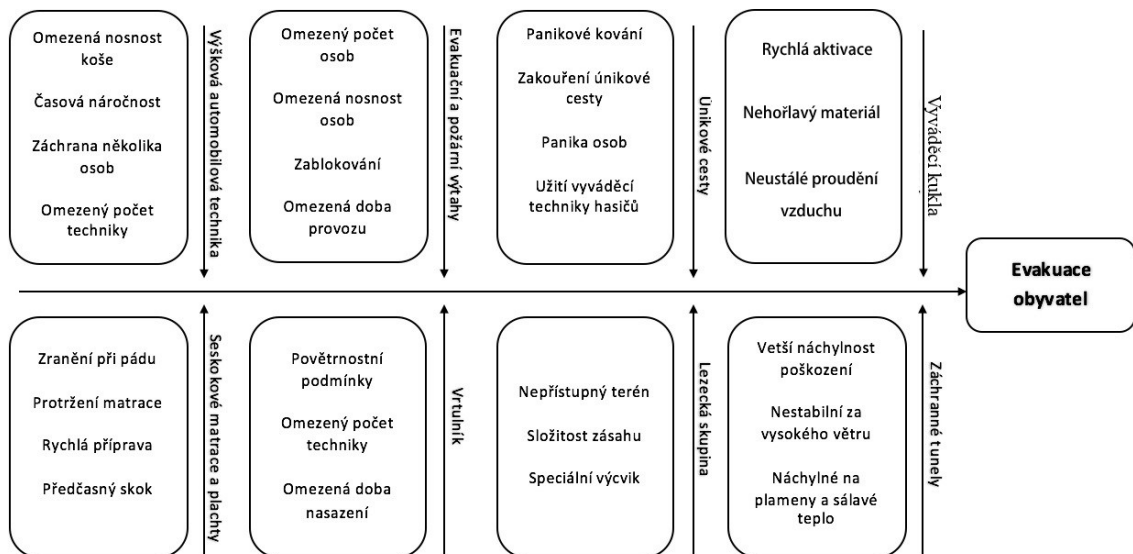 Omezená nosnost
koše
Časová náročnost
Záchrana několika
osob
Omezený počet
techniky
Výšková automobilová technika
Omezený počet
osob
Omezená nosnost
osob
Zablokování
Omezená doba
provozu
Evakuační a požární výtahy
Panikové kování
Zakouření únikové
cesty
Panika osob
Užití vyváděcí
techniky hasičů
Únikové cesty
Rychlá aktivace
Nehořlavý materiál
Neustálé proudění
vzduchu
Vyváděcí kukla
Evakuace
obyvatel
Zranění při pádu
Protržení matrace
Rychlá příprava
Předčasný skok
Seskokové matrace a plachty
Povětrnostní
podmínky
Omezený počet
techniky
Omezená doba
nasazení
Vrtulník
Nepřístupný terén
Složitost zásahu
Speciální výcvik
Lezecká skupina
Vetší náchylnost
poškození
Nestabilní za
vysokého větru
Náchylné na
plameny a sálavé
teplo
Záchranné tunely